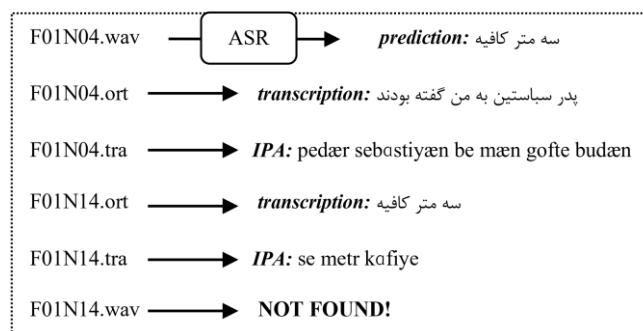 F01N04.wav ASR prediction: سه متر کافیه
F01N04.ort transcription: پدر سباستین به من گفته بودند
F01N04.tra IPA: pedær sebɑstiyæn be mæn gofte budæn
F01N14.ort transcription: سه متر کافیه
F01N14.tra IPA: se metr kɑfiye
F01N14.wav NOT FOUND!